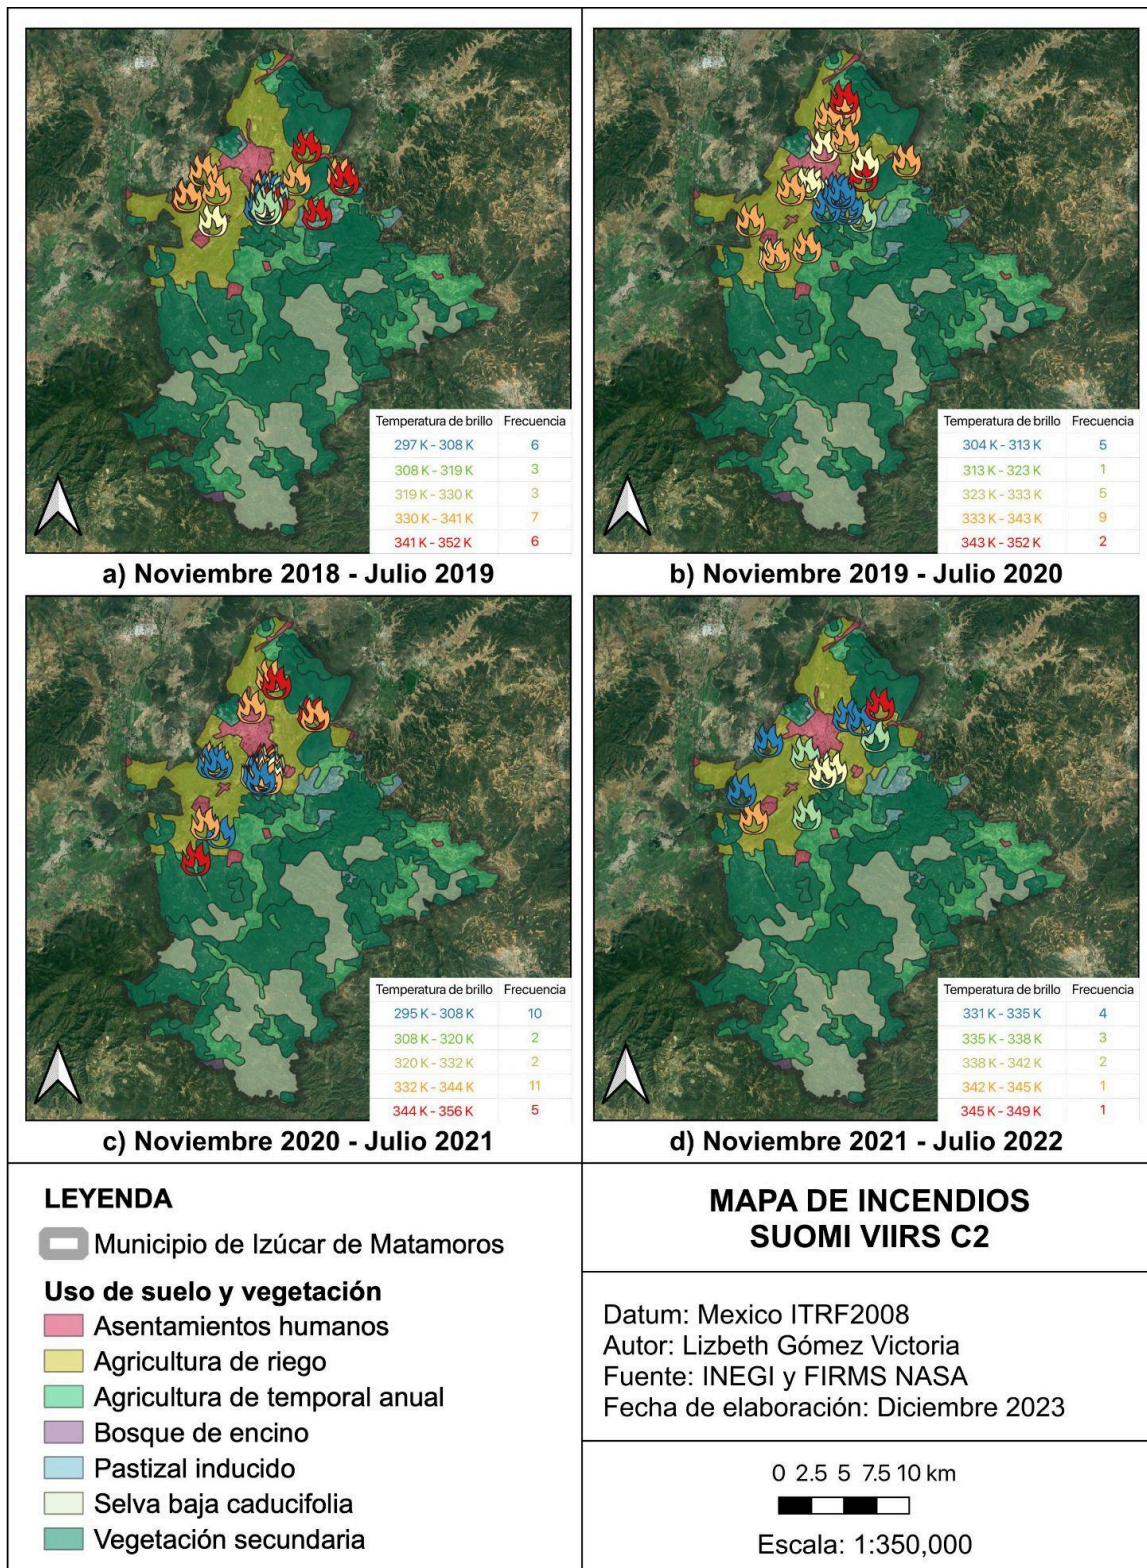 Temperatura de brillo Frecuencia
297 K - 308 K 6
308 K - 319 K 3
319 K - 330 K 3
330 K - 341 K 7
341 K - 352 K 6
a) Noviembre 2018 - Julio 2019
Temperatura de brillo Frecuencia
304 K - 313 K 5
313 K - 323 K 1
323 K - 333 K 5
333 K - 343 K 9
343 K - 352 K 2
b) Noviembre 2019 - Julio 2020
Temperatura de brillo Frecuencia
295 K - 308 K 10
308 K - 320 K 2
320 K - 332 K 2
332 K - 344 K 11
344 K - 356 K 5
c) Noviembre 2020 - Julio 2021
Temperatura de brillo Frecuencia
331 K - 335 K 4
335 K - 338 K 3
338 K - 342 K 2
342 K - 345 K 1
345 K - 349 K 1
d) Noviembre 2021 - Julio 2022
LEYENDA
Municipio de Izúcar de Matamoros
Uso de suelo y vegetación
Asentamientos humanos
Agricultura de riego
Agricultura de temporal anual
Bosque de encino
Pastizal inducido
Selva baja caducifolia
Vegetación secundaria
MAPA DE INCENDIOS
SUOMI VIIRS C2
Datum: Mexico ITRF2008
Autor: Lizbeth Gómez Victoria
Fuente: INEGI y FIRMS NASA
Fecha de elaboración: Diciembre 2023
0 2.5 5 7.5 10 km
Escala: 1:350,000